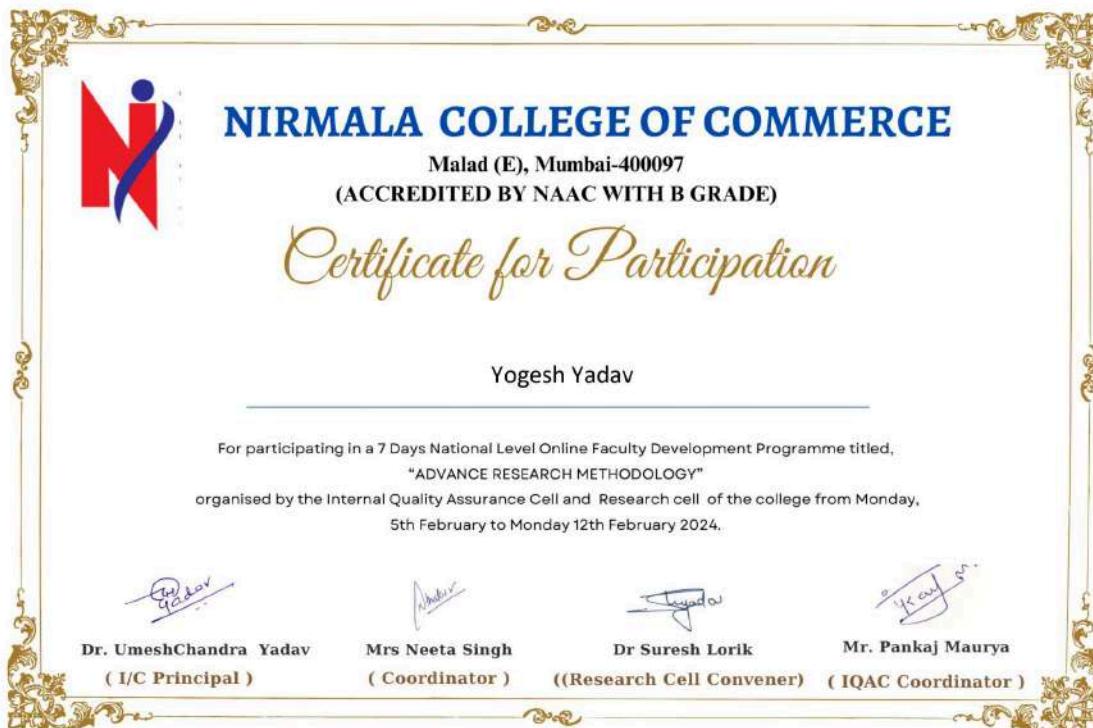 NIRMALA COLLEGE OF COMMERCE
Malad (E), Mumbai-400097
(ACCREDITED BY NAAC WITH B GRADE)
Certificate for Participation
Yogesh Yadav
For participating in a 7 Days National Level Online Faculty Development Programme titled,
“ADVANCE RESEARCH METHODOLOGY”
organised by the Internal Quality Assurance Cell and Research cell of the college from Monday,
5th February to Monday 12th February 2024.
Dr. UmeshChandra Yadav
Mrs Neeta Singh
Dr Suresh Lorik
Mr. Pankaj Maurya
( I/C Principal )
( Coordinator )
((Research Cell Convener)
( IQAC Coordinator )